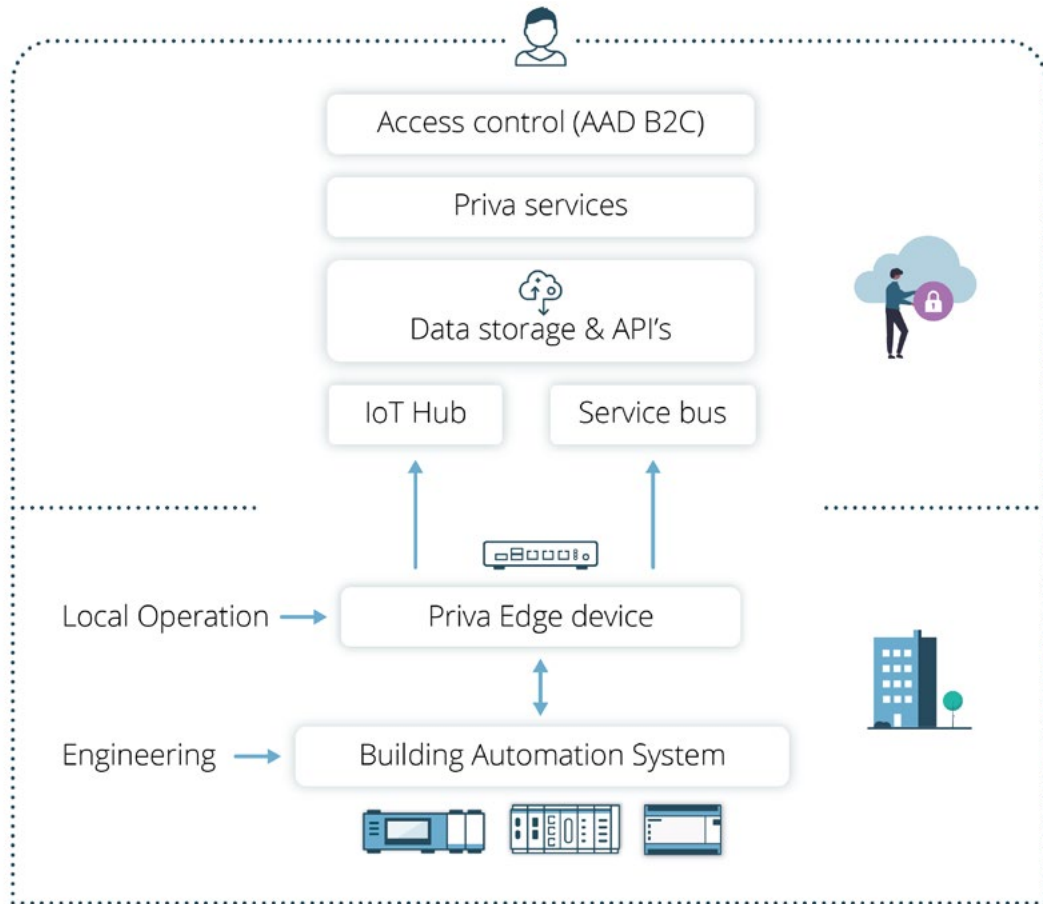 Access control (AAD B2C)
Priva services
Data storage & API's
IoT Hub
Service bus
Local Operation
Priva Edge device
Engineering
Building Automation System